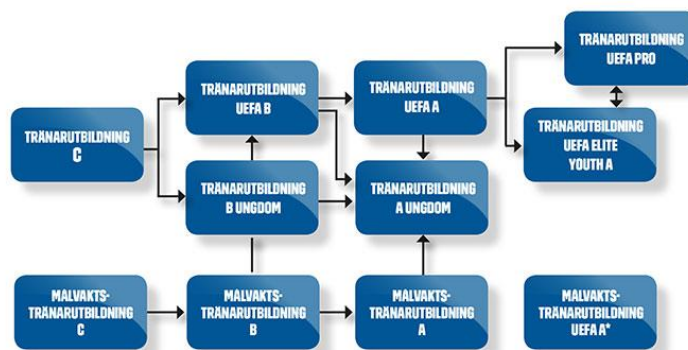 TRÄNARUTBILDNING
UEFA PRO
TRÄNARUTBILDNING
UEFA B
TRÄNARUTBILDNING
UEFA A
TRÄNARUTBILDNING
C
TRÄNARUTBILDNING
UEFA ELITE
YOUTH A
TRÄNARUTBILDNING
B UNGDOM
TRÄNARUTBILDNING
A UNGDOM
MÅLVAKTS-
TRÄNARUTBILDNING
C
MÅLVAKTS-
TRÄNARUTBILDNING
B
MÅLVAKTS-
TRÄNARUTBILDNING
A
MÅLVAKTS-
TRÄNARUTBILDNING
UEFA A*